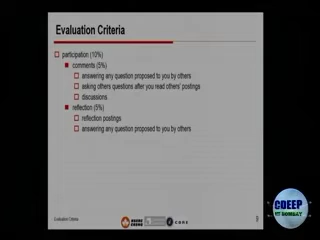 Evaluation Criteria
participation (10%)
comments (5%)
answering any question proposed to you by others
asking others questions after you read others' postings
discussions
reflection (5%)
reflection postings
answering any question proposed to you by others
Evaluation Criteria
CDEEP
IIT BOMBAY